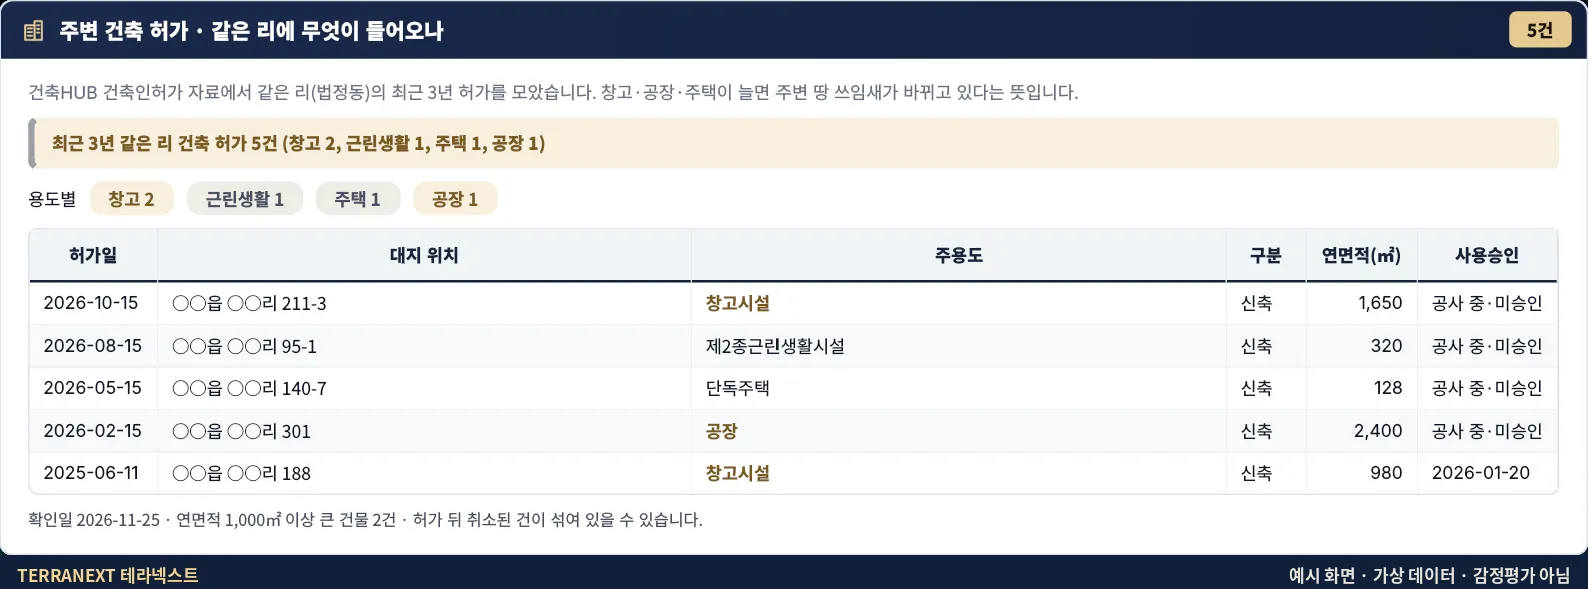 주변 건축 허가 · 같은 리에 무엇이 들어오나
5건
건축HUB 건축인허가 자료에서 같은 리(법정동)의 최근 3년 허가를 모았습니다. 창고·공장·주택이 늘면 주변 땅 쓰임새가 바뀌고 있다는 뜻입니다.
최근 3년 같은 리 건축 허가 5건 (창고 2, 근린생활 1, 주택 1, 공장 1)
용도별 창고 2 근린생활 1 주택 1 공장 1
허가일 대지 위치 주용도 구분 연면적(㎡) 사용승인
2026-10-15 ○○읍 ○○리 211-3 창고시설 신축 1,650 공사 중·미승인
2026-08-15 ○○읍 ○○리 95-1 제2종근린생활시설 신축 320 공사 중·미승인
2026-05-15 ○○읍 ○○리 140-7 단독주택 신축 128 공사 중·미승인
2026-02-15 ○○읍 ○○리 301 공장 신축 2,400 공사 중·미승인
2025-06-11 ○○읍 ○○리 188 창고시설 신축 980 2026-01-20
확인일 2026-11-25 · 연면적 1,000㎡ 이상 큰 건물 2건 · 허가 뒤 취소된 건이 섞여 있을 수 있습니다.
TERRANEXT 테라넥스트
예시 화면 · 가상 데이터 · 감정평가 아님